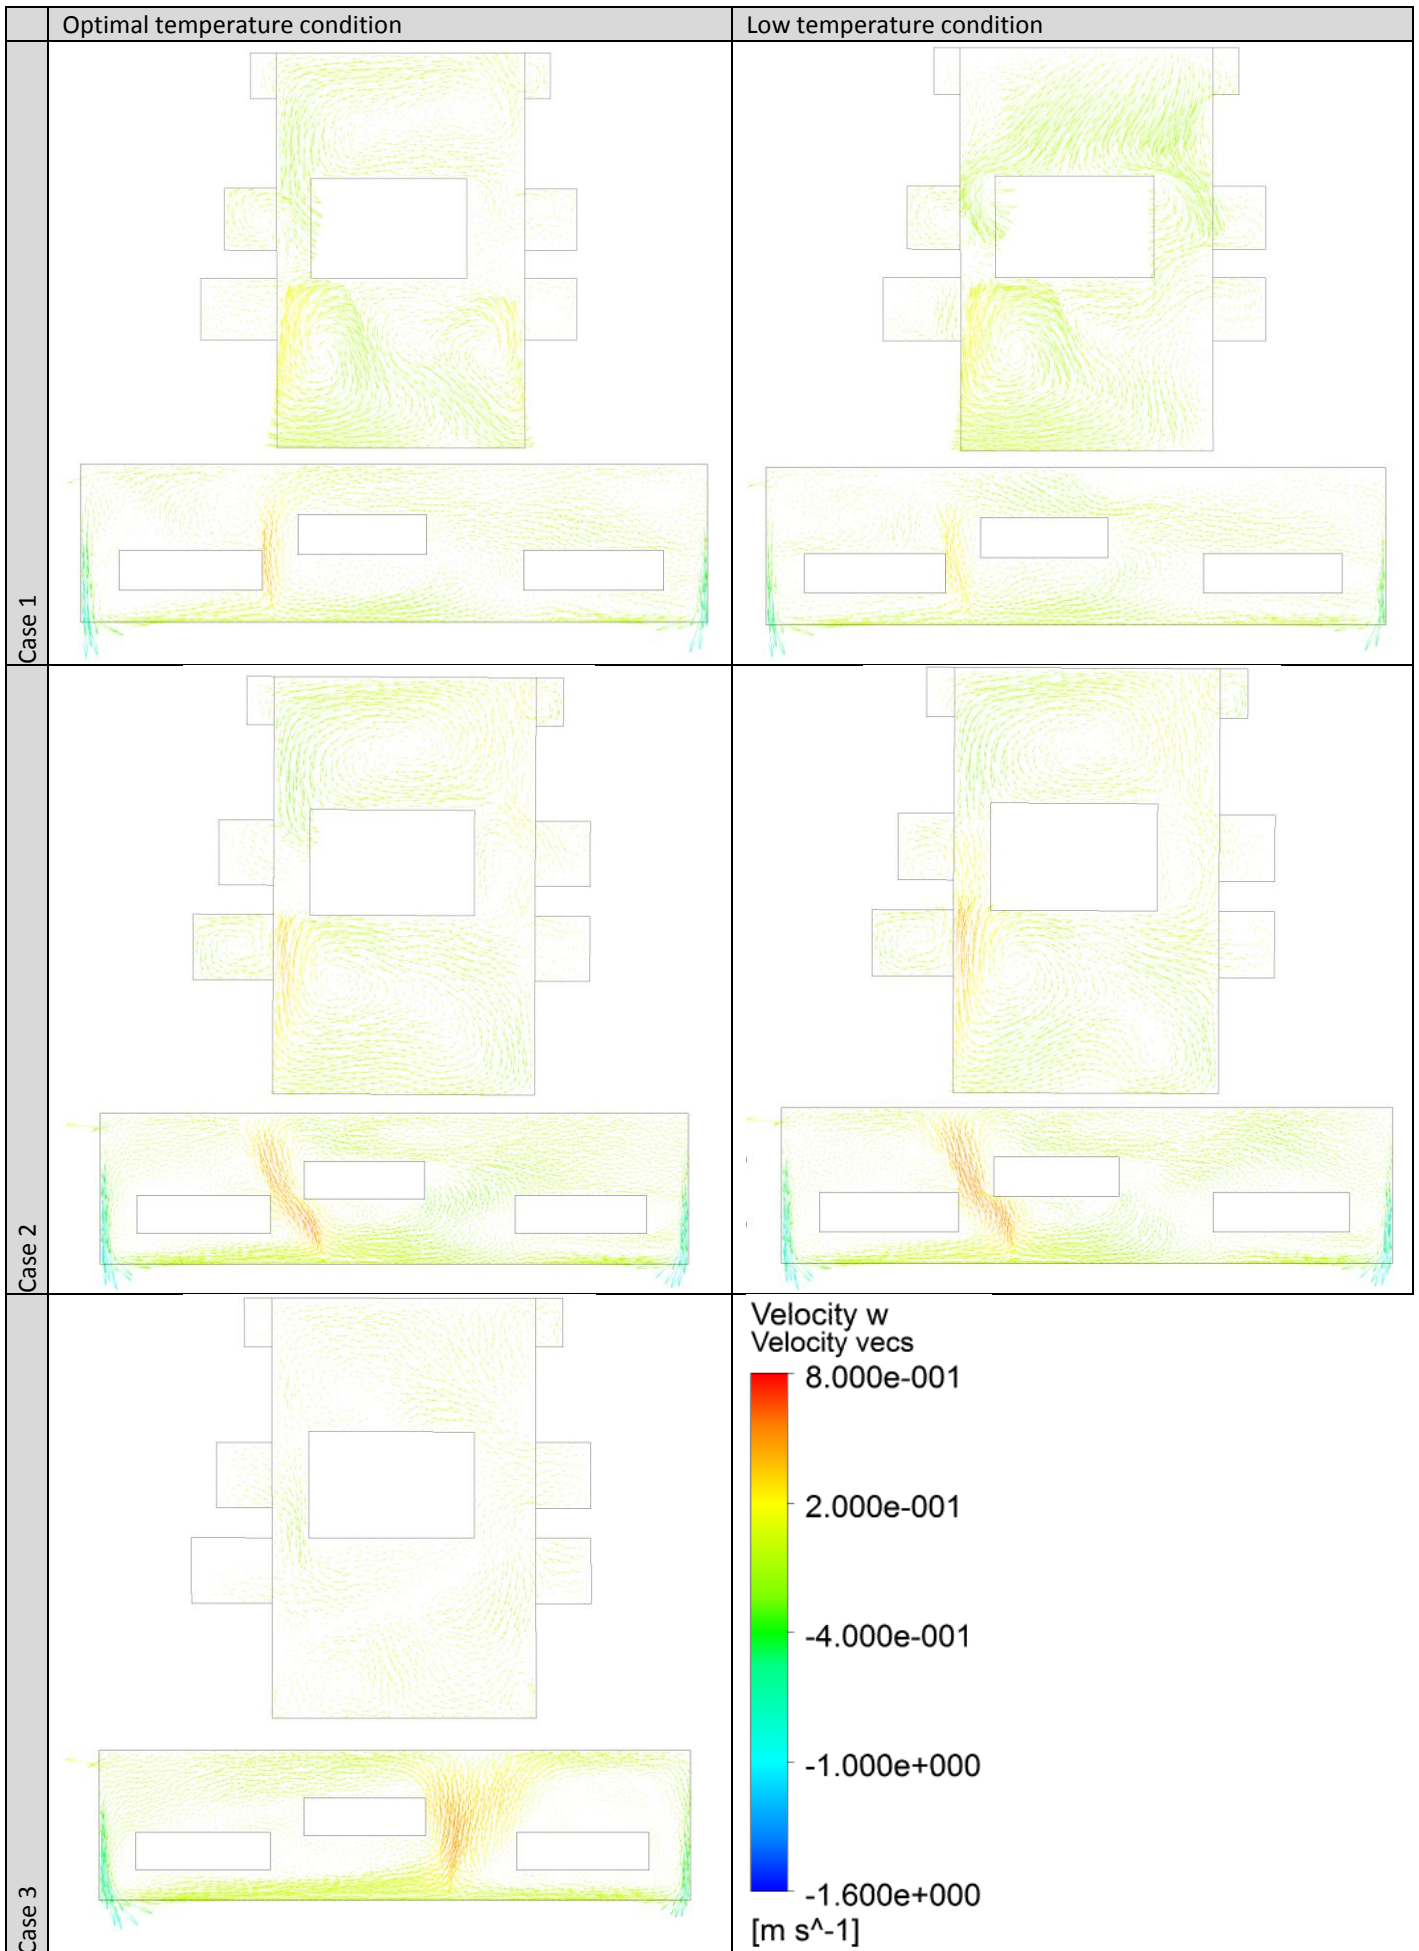 Optimal temperature condition
Low temperature condition
Case 1
Case 2
Case 3
Velocity w
Velocity vecs
8.000e-001
2.000e-001
-4.000e-001
-1.000e+000
-1.600e+000
[m s^-1]